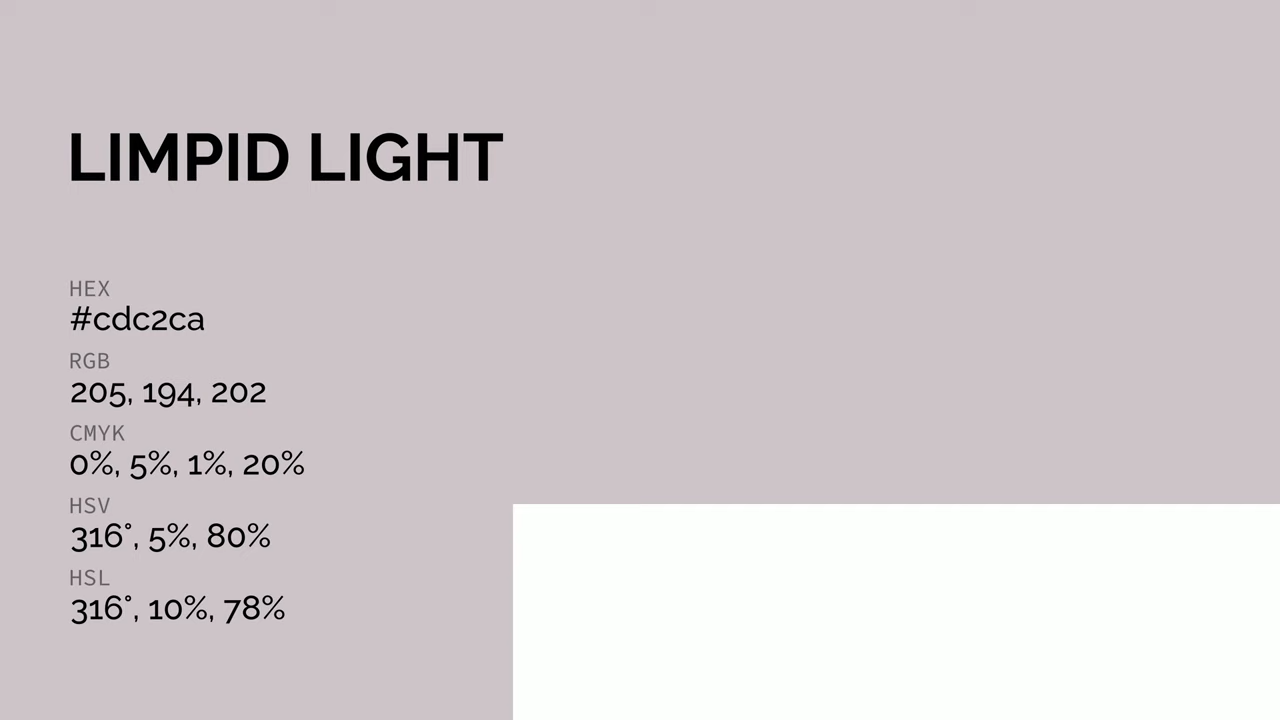 LIMPID LIGHT
HEX
#cdc2ca
RGB
205, 194, 202
CMYK
0%, 5%, 1%, 20%
HSV
316°, 5%, 80%
HSL
316°, 10%, 78%